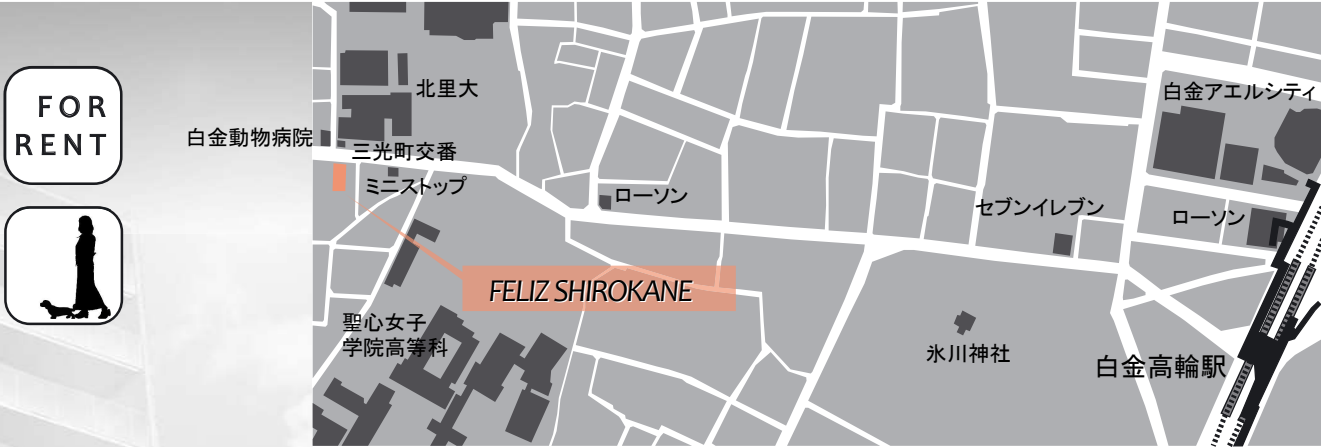 FOR
RENT
白金動物病院
北里大
三光町交番
ミニストップ
ローソン
FELIZ SHIROKANE
聖心女子
学院高等科
セブンイレブン
氷川神社
白金アエルシティ
ローソン
白金高輪駅